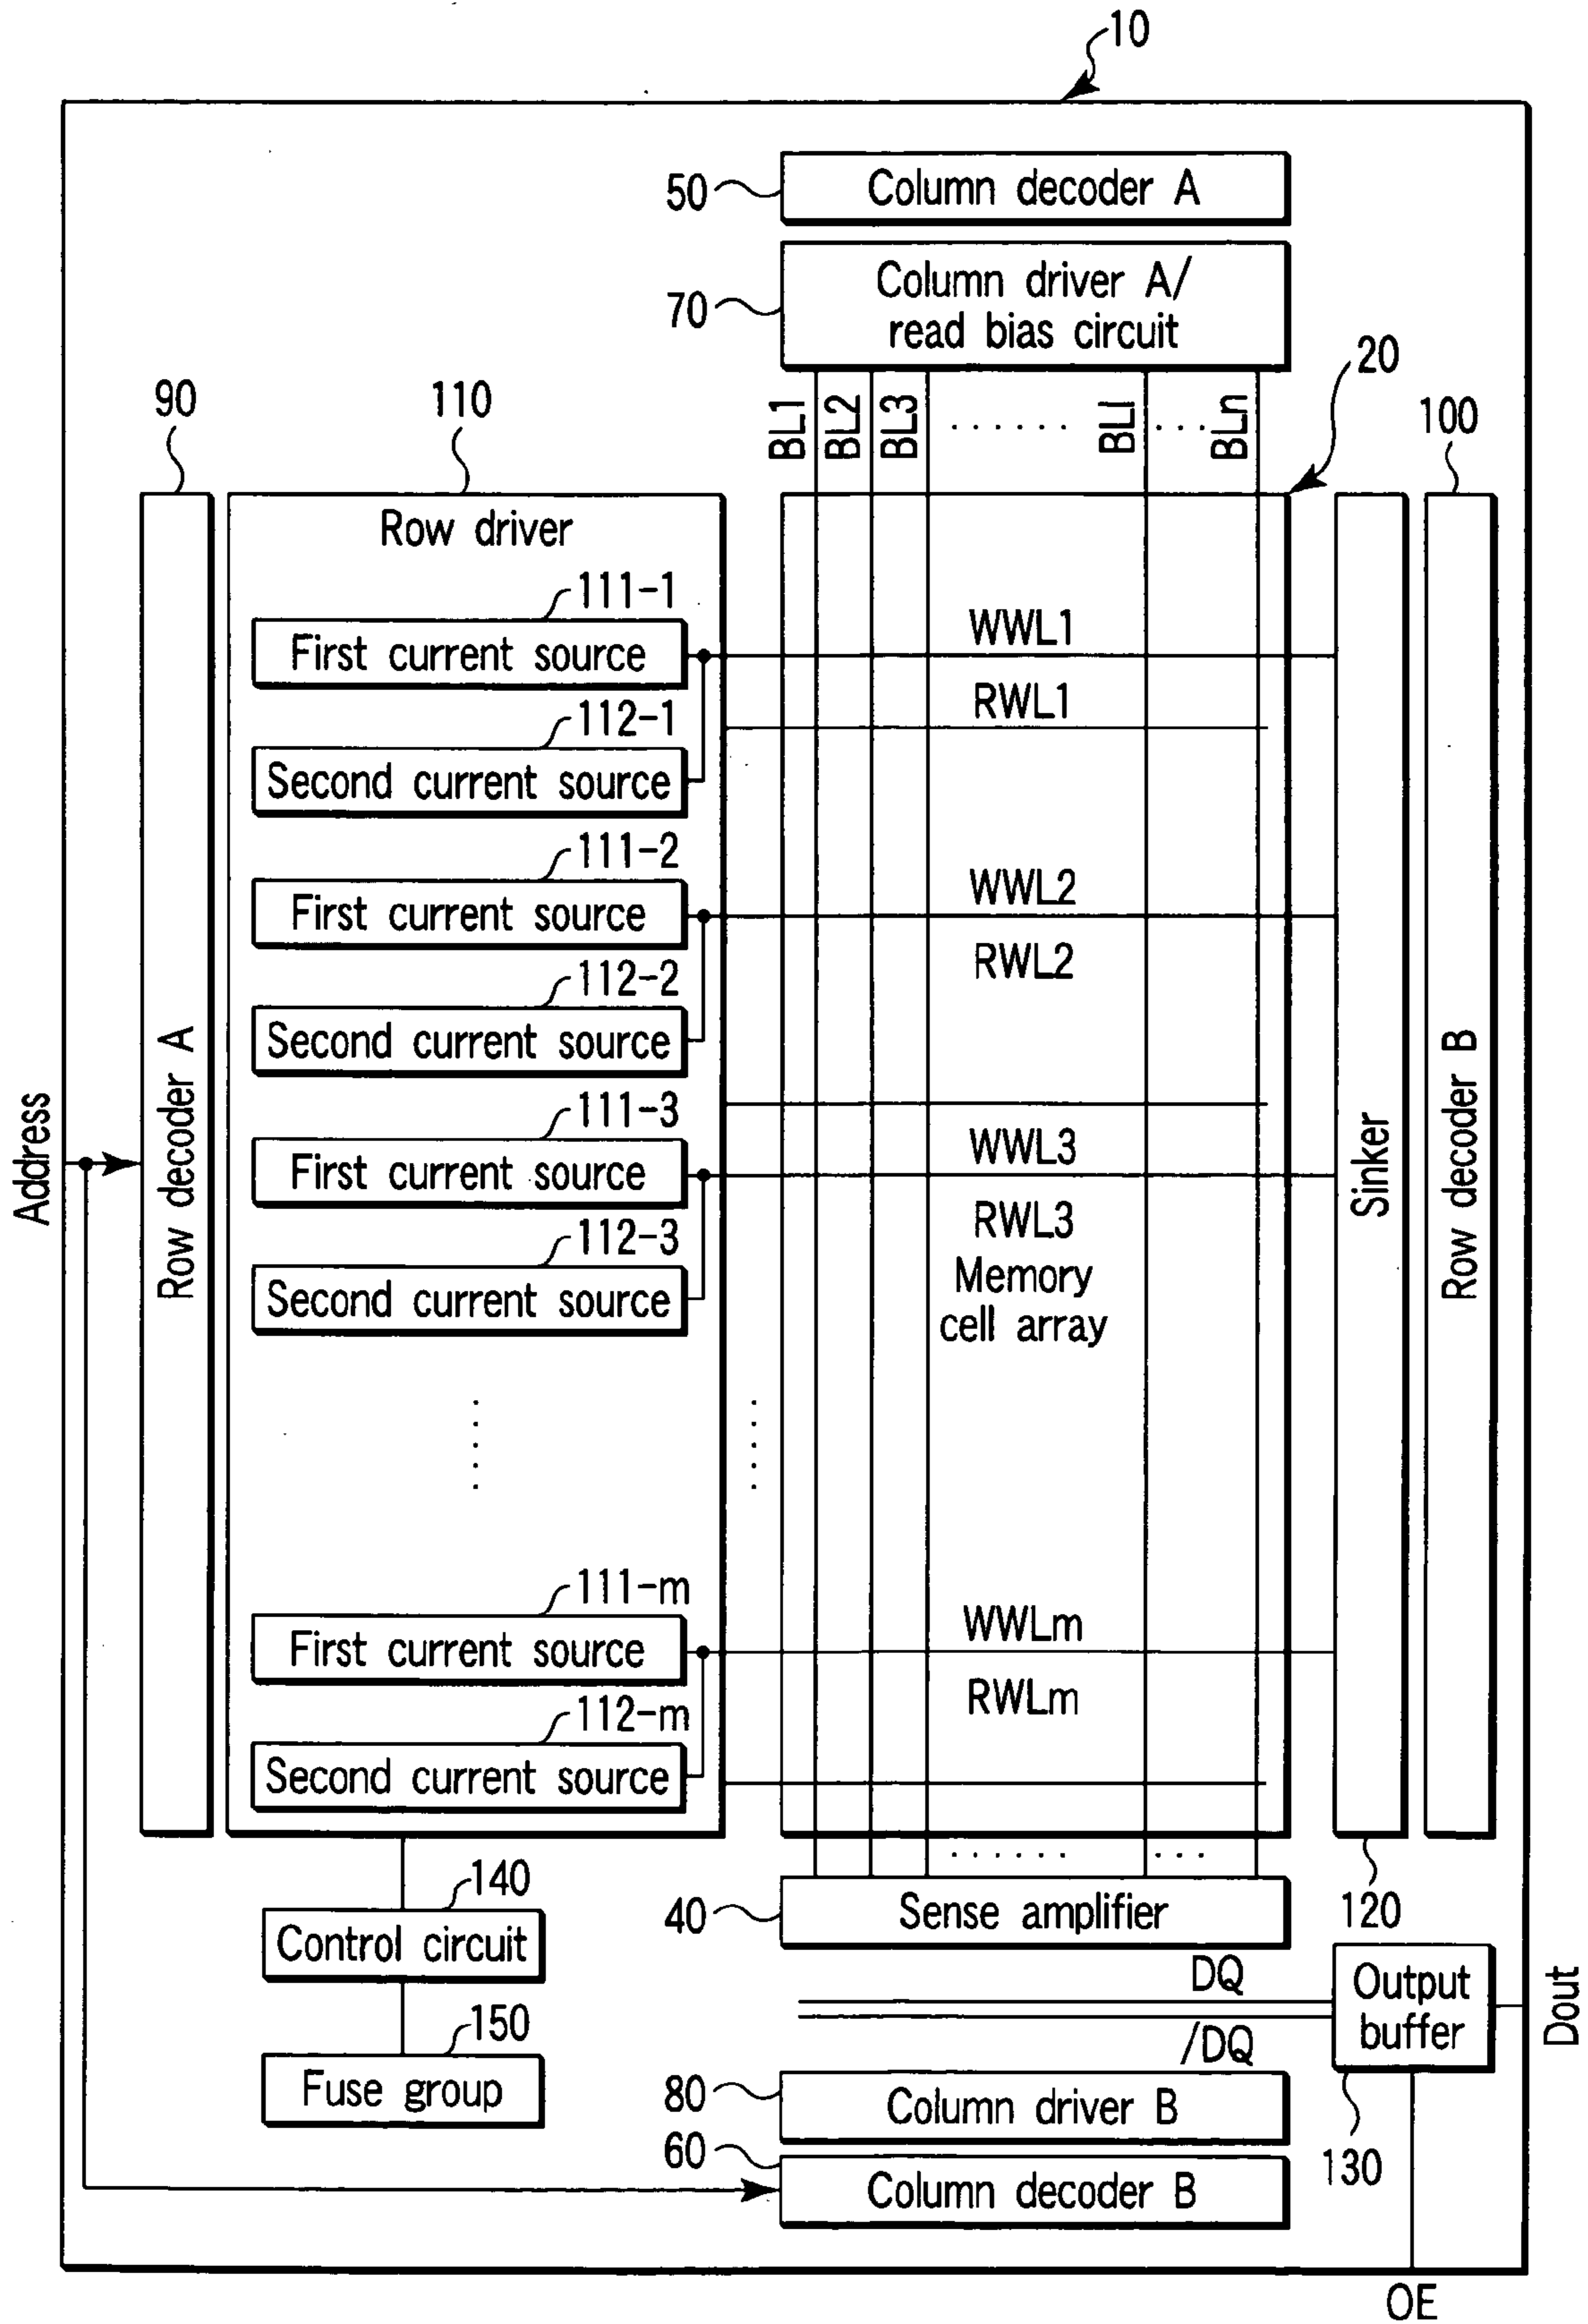 10
50
Column decoder A
70
Column driver A/
read bias circuit
20
90
110
BL1
BL2
BL3
......
BLi
...
BLn
100
Row driver
111-1
First current source
WWL1
112-1
RWL1
Second current source
111-2
First current source
WWL2
112-2
RWL2
Second current source
111-3
First current source
WWL3
112-3
RWL3
Second current source
Memory
cell array
Address
Row decoder A
Sinker
Row decoder B
.....
.....
111-m
First current source
WWLm
112-m
RWLm
Second current source
......
...
140
Control circuit
40
Sense amplifier
120
150
Fuse group
DQ
/DQ
Output
buffer
Dout
80
Column driver B
130
60
Column decoder B
OE